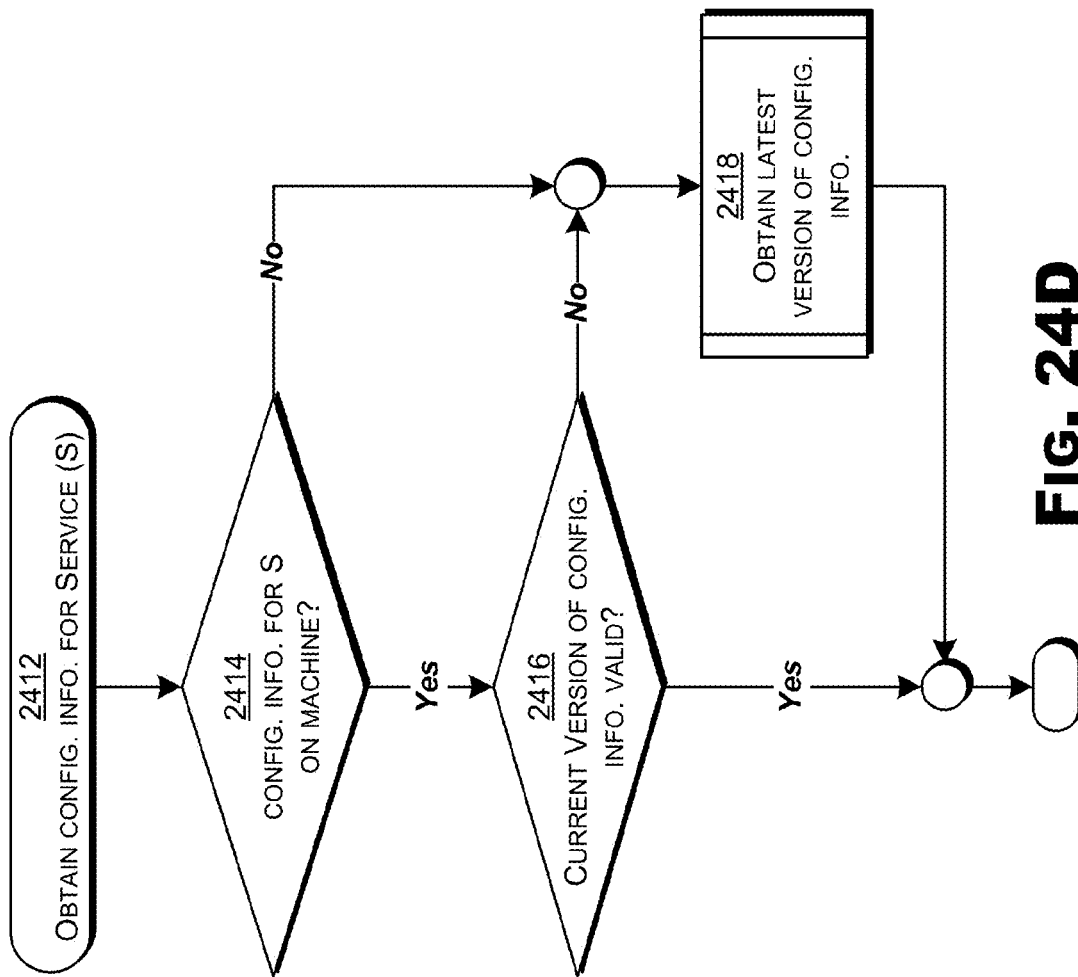 2412
OBTAIN CONFIG. INFO. FOR SERVICE (S)
2414
CONFIG. INFO. FOR S
ON MACHINE?
No
Yes
2416
CURRENT VERSION OF CONFIG.
INFO. VALID?
No
Yes
2418
OBTAIN LATEST
VERSION OF CONFIG.
INFO.
FIG. 24D